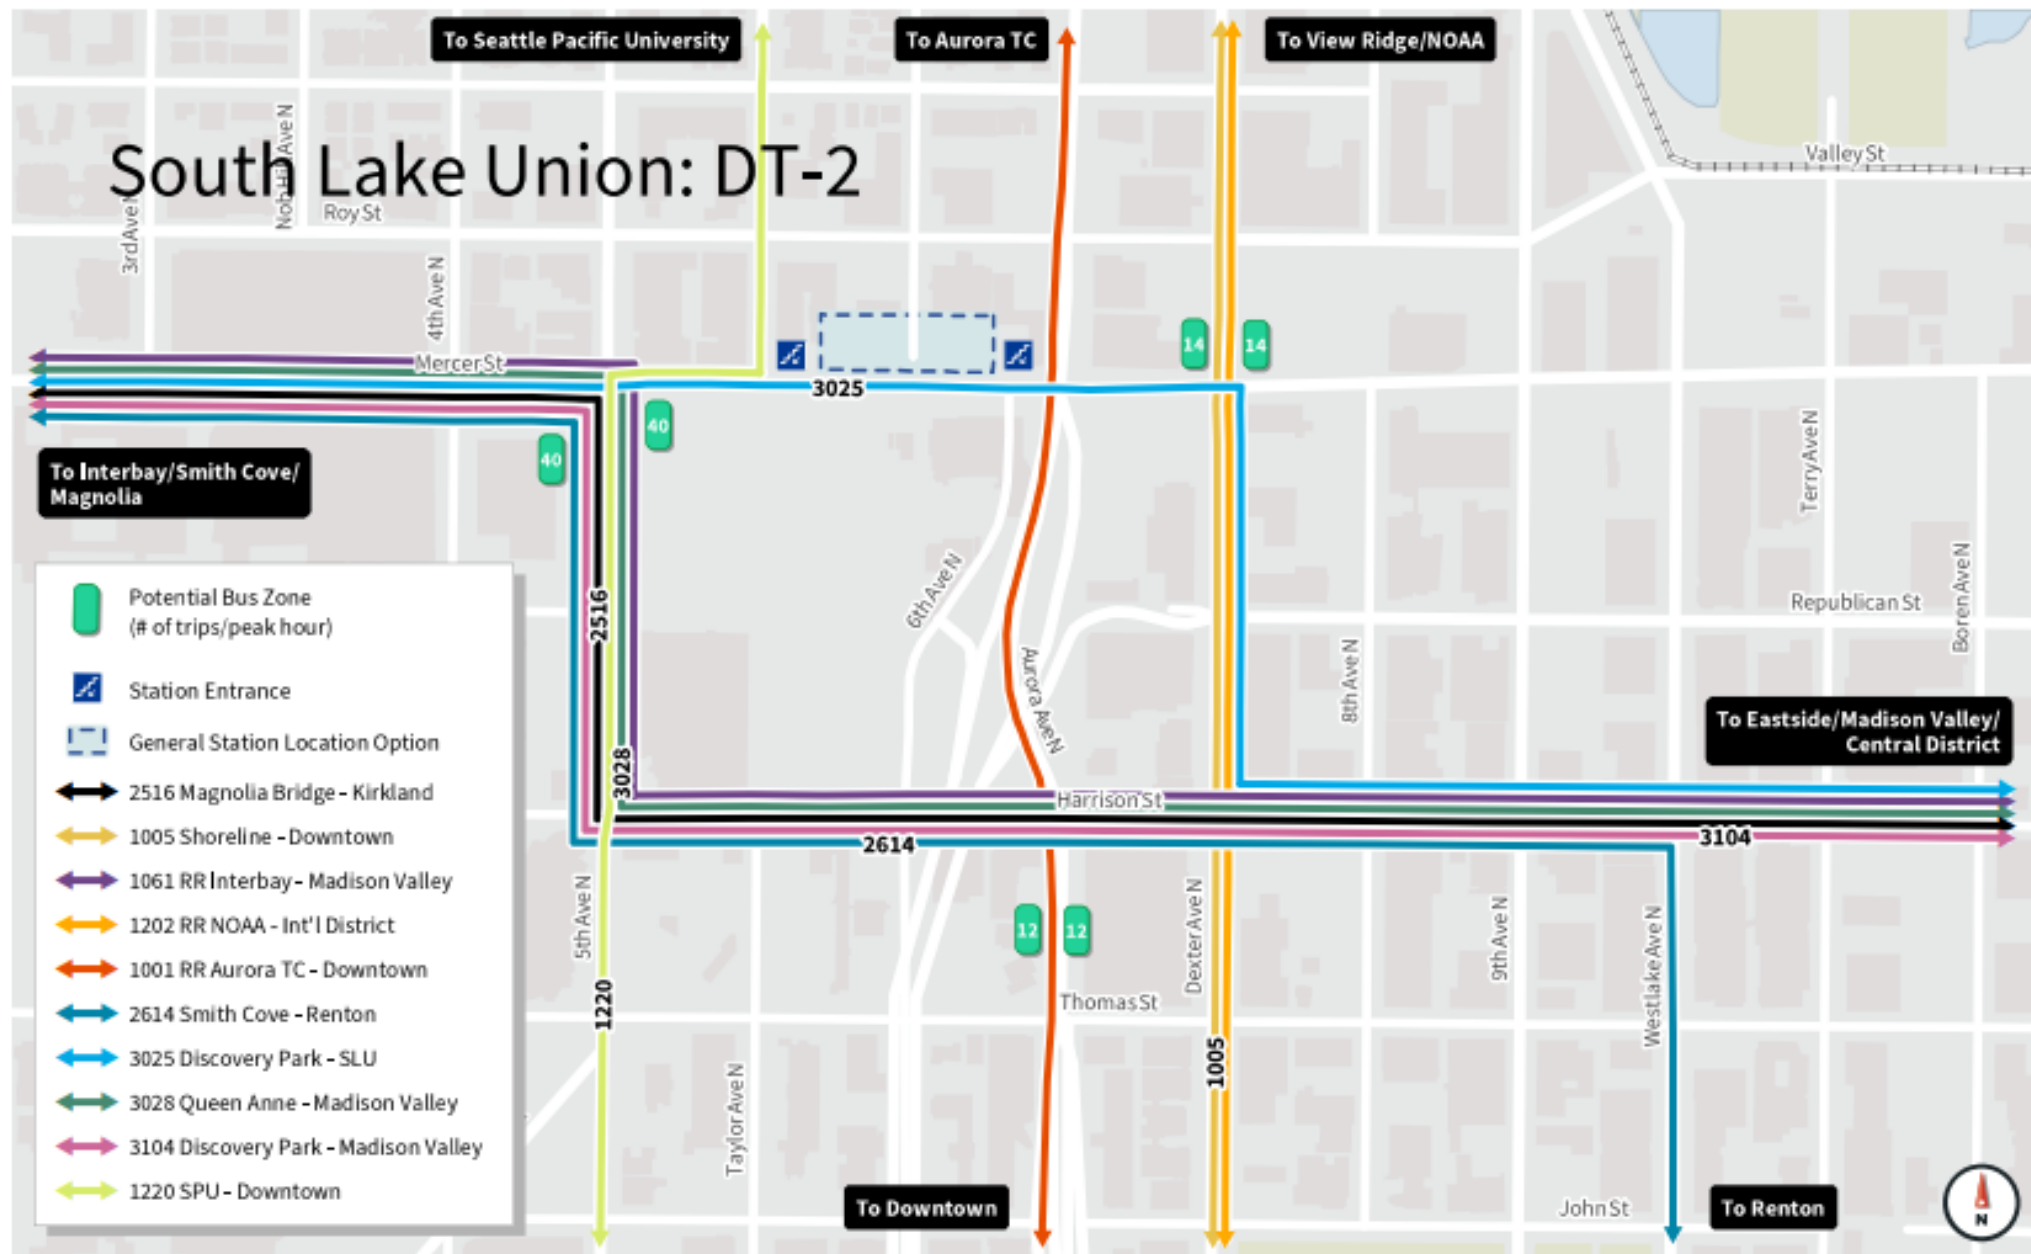 To Seattle Pacific University
To Aurora TC
To View Ridge/NOAA
South Lake Union: DT-2
Valley St
Nob Hill Ave N
Roy St
3rd Ave N
4th Ave N
Mercer St
14
14
3025
40
40
To Interbay/Smith Cove/
Magnolia
Terry Ave N
6th Ave N
Republican St
Boren Ave N
2516
Aurora Ave N
8th Ave N
To Eastside/Madison Valley/
Central District
3028
Harrison St
2614
3104
5th Ave N
12
12
Dexter Ave N
9th Ave N
Westlake Ave N
Thomas St
1220
1005
Taylor Ave N
To Downtown
John St
To Renton
N
Potential Bus Zone
(# of trips/peak hour)
Station Entrance
General Station Location Option
2516 Magnolia Bridge - Kirkland
1005 Shoreline - Downtown
1061 RR Interbay - Madison Valley
1202 RR NOAA - Int'l District
1001 RR Aurora TC - Downtown
2614 Smith Cove - Renton
3025 Discovery Park - SLU
3028 Queen Anne - Madison Valley
3104 Discovery Park - Madison Valley
1220 SPU - Downtown